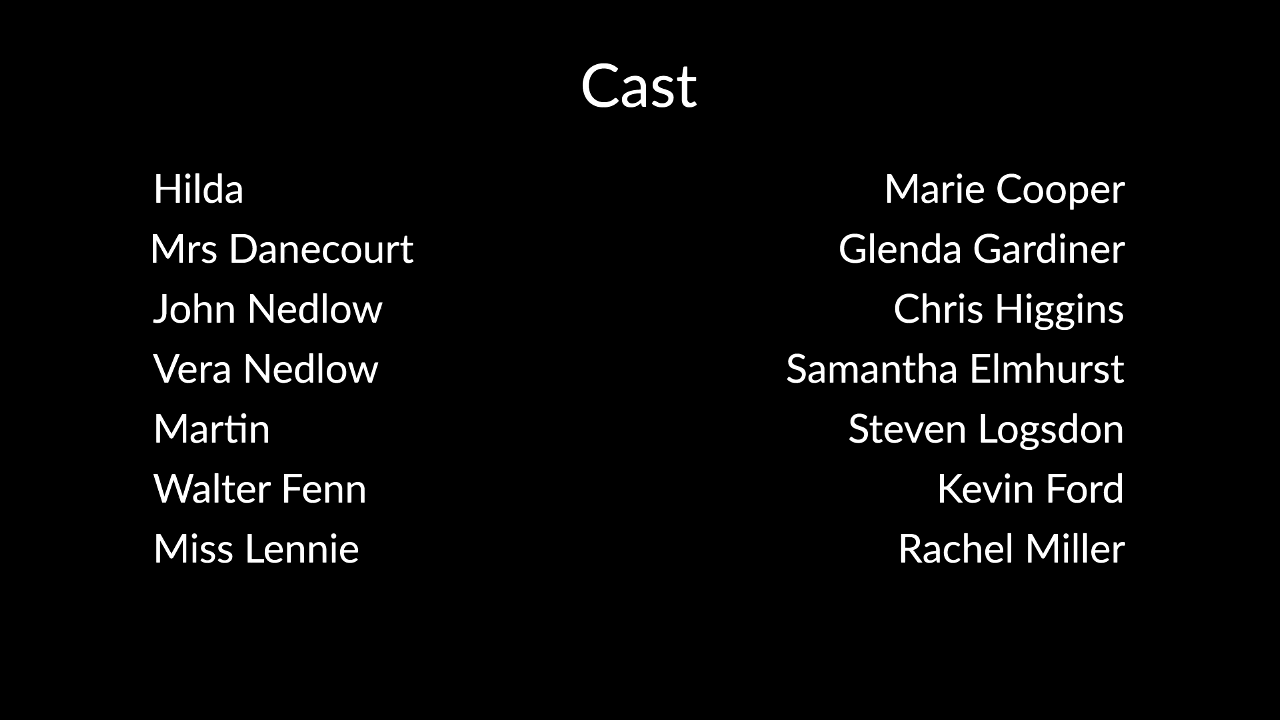 Cast
Hilda Marie Cooper
Mrs Danecourt Glenda Gardiner
John Nedlow Chris Higgins
Vera Nedlow Samantha Elmhurst
Martin Steven Logsdon
Walter Fenn Kevin Ford
Miss Lennie Rachel Miller